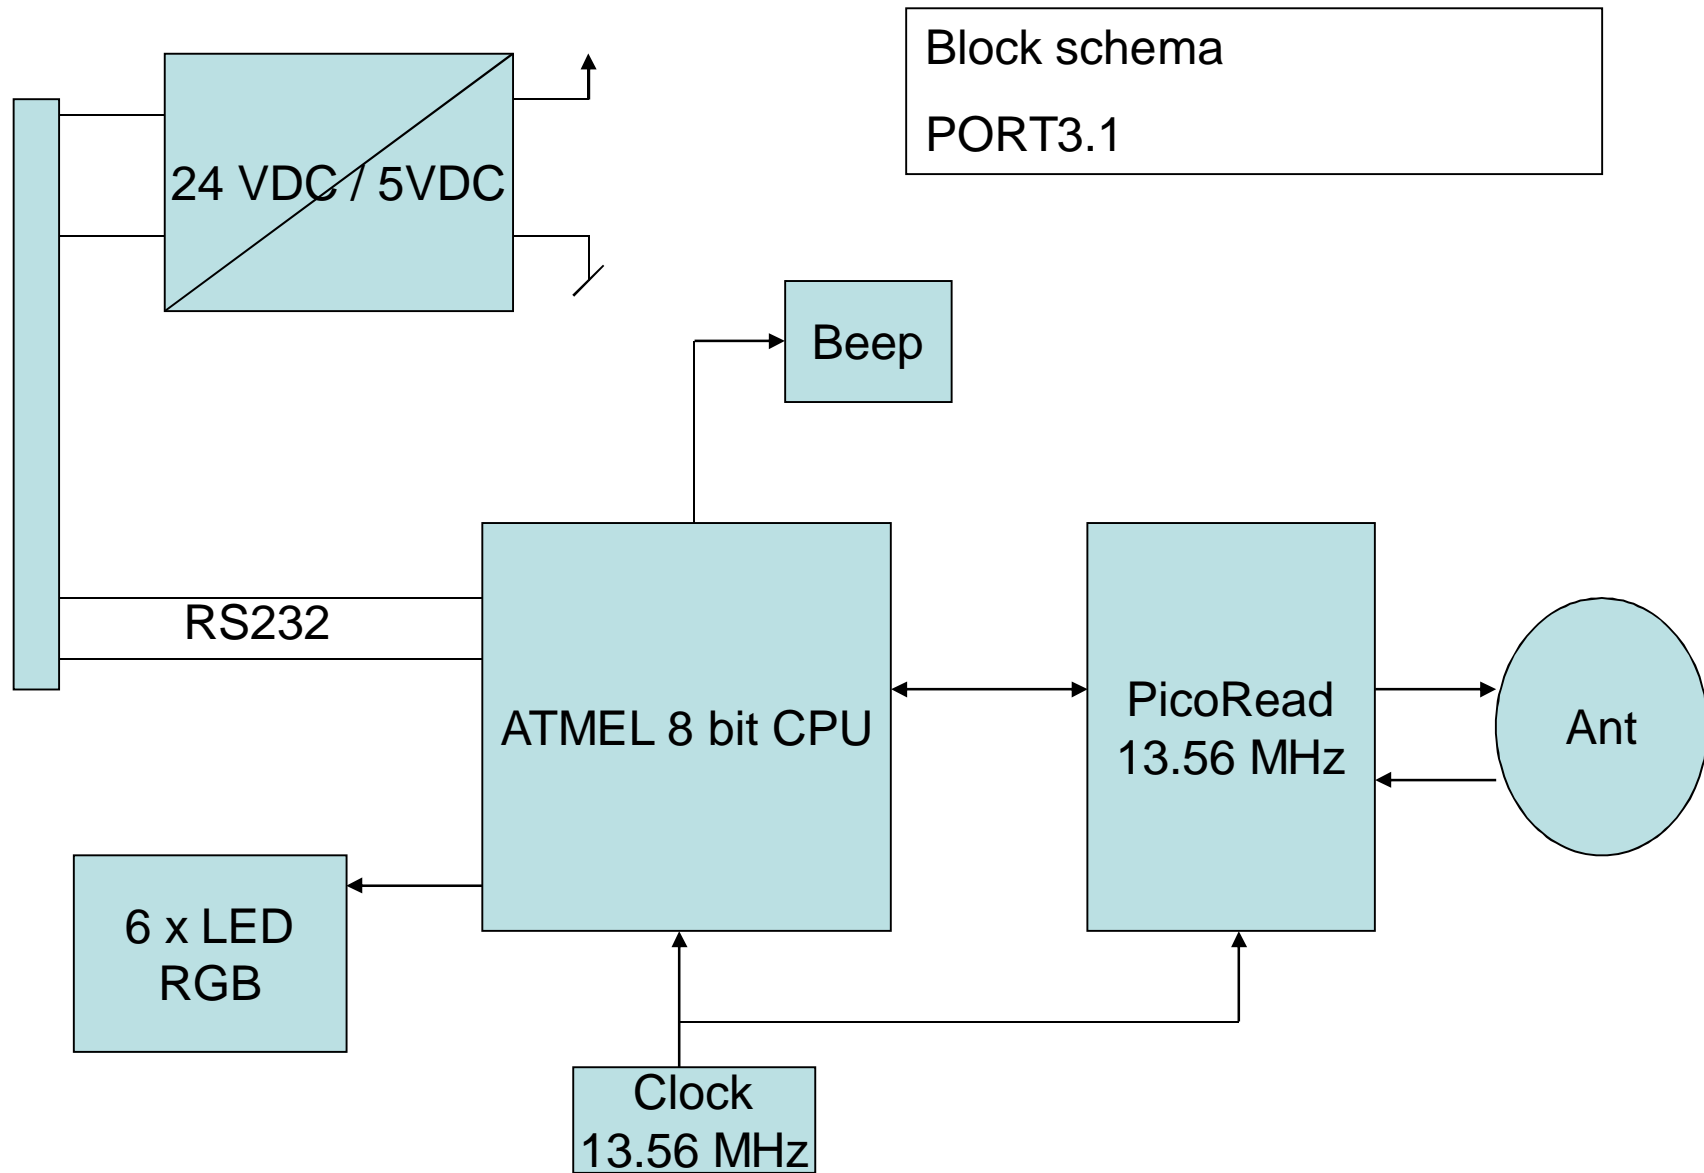 Block schema
PORT3.1
24 VDC / 5VDC
Beep
RS232
ATMEL 8 bit CPU
PicoRead
13.56 MHz
Ant
6 x LED
RGB
Clock
13.56 MHz